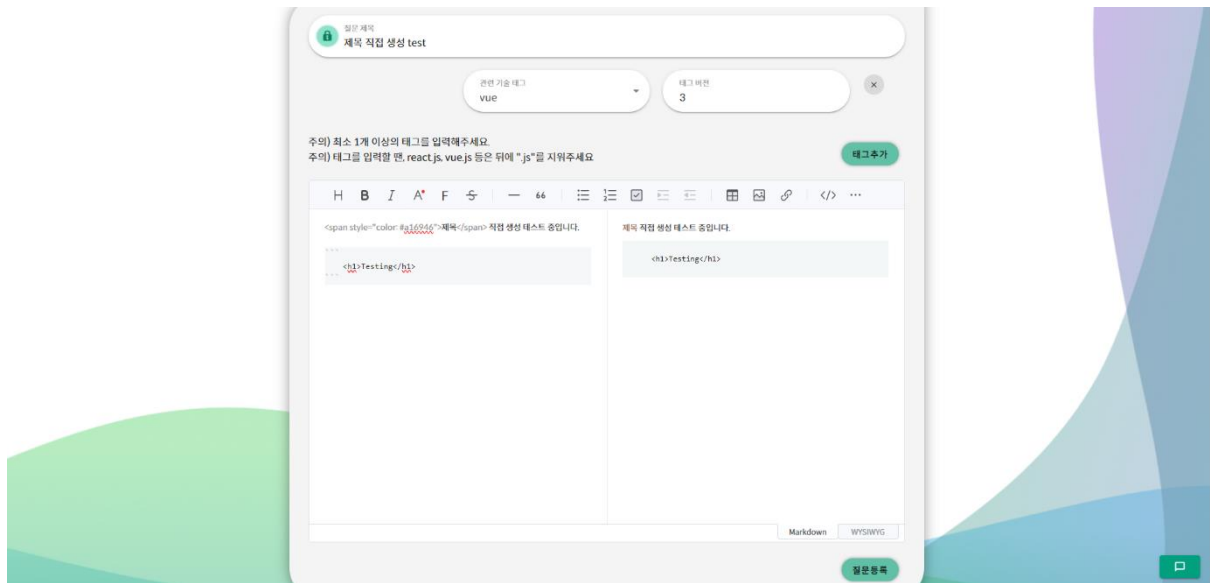 질문 제목
제목 직접 생성 test
관련 기술 태그
vue
태그 버전
3
주의) 최소 1개 이상의 태그를 입력해주세요.
주의) 태그를 입력할 땐, react.js, vue.js 등은 뒤에 ".js"를 지워주세요
태그추가
H B I A F S — 66 </> ...
<span style="color: #a16946">제목</span> 직접 생성 테스트 중입니다.
```
<h1>Testing</h1>
```
제목 직접 생성 테스트 중입니다.
<h1>Testing</h1>
Markdown
WYSIWYG
질문등록